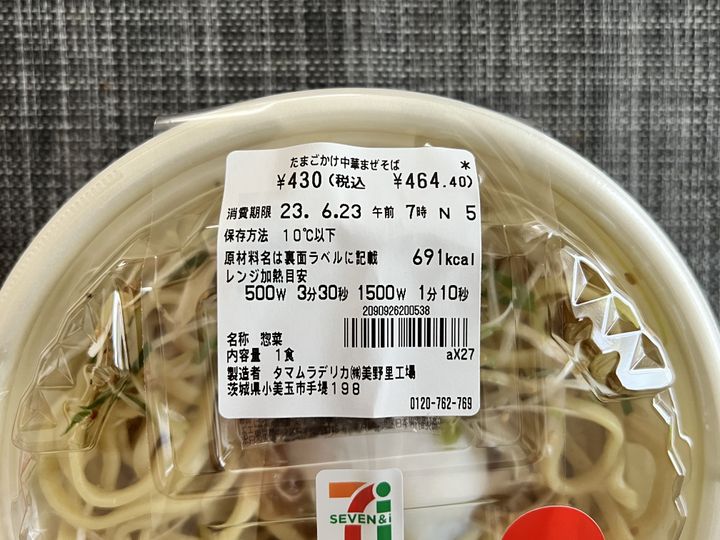 たまごかけ中華まぜそば *
¥430(税込 ¥464.40)
消費期限 23. 6.23 午前 7時 N 5
保存方法 10℃以下
原材料名は裏面ラベルに記載 691kcal
レンジ加熱目安
500W 3分30秒 1500W 1分10秒
2090926200538
名称 惣菜
内容量 1食 aX27
製造者 タマムラデリカ㈱美野里工場
茨城県小美玉市手堤198
0120-762-769
SEVEN&i